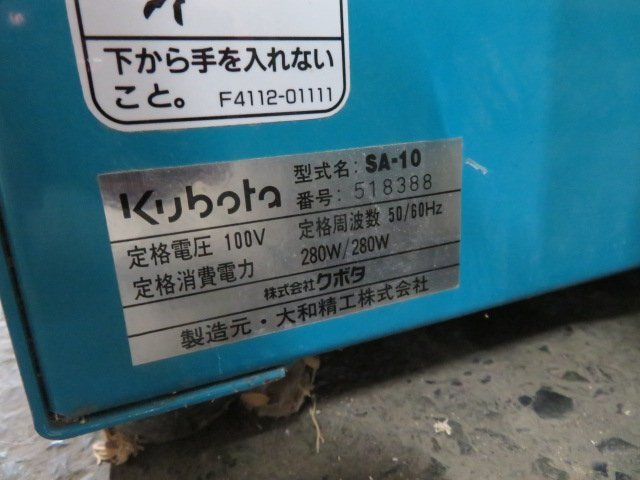 下から手を入れない
こと。 F4112-01111
Kubota 型式名: SA-10
番号: 518388
定格電圧 100V 定格周波数 50/60Hz
定格消費電力 280W/280W
株式会社クボタ
製造元・大和精工株式会社